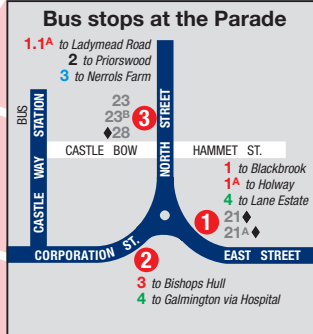 Bus stops at the Parade
1.1A to Ladymead Road
2 to Priorswood
3 to Nerrols Farm
BUS STATION
23
23B
♦28
3
NORTH STREET
CASTLE WAY
CASTLE BOW
HAMMET ST.
1 to Blackbrook
1A to Holway
4 to Lane Estate
1
21♦
21A♦
CORPORATION ST.
EAST STREET
2
3 to Bishops Hull
4 to Galmington via Hospital